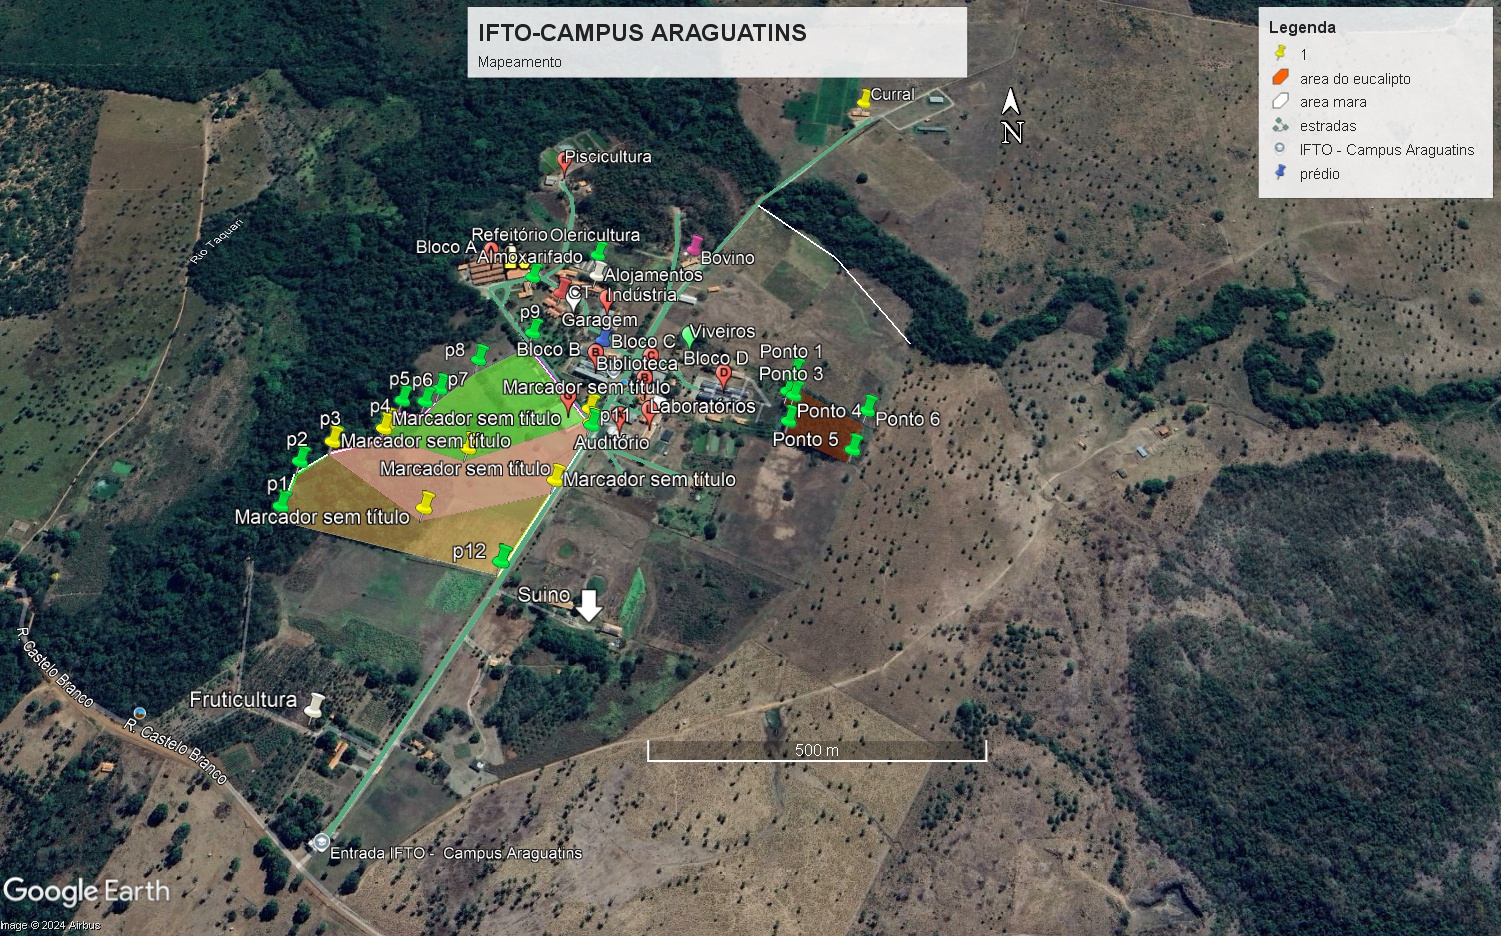 IFTO-CAMPUS ARAGUATINS
Mapeamento
Legenda
1
area do eucalipto
area mara
estradas
IFTO - Campus Araguatins
prédio
N
Curral
Piscicultura
Rio Taquari
Refeitório
Olericultura
Bloco A
Almoxarifado
Bovino
Alojamentos
CT
Indústria
p9
Garagem
Viveiros
Bloco C
p8
Bloco B
Bloco D
Ponto 1
Biblioteca
Ponto 3
p5
p6
p7
Marcador sem título
p4
Laboratórios
Ponto 4
p3
Marcador sem título
p11
Ponto 6
p2
Marcador sem título
Auditório
Ponto 5
Marcador sem título
Marcador sem título
p1
Marcador sem título
p12
Suino
R. Castelo Branco
Fruticultura
R. Castelo Branco
500 m
Entrada IFTO - Campus Araguatins
Google Earth
Image © 2024 Airbus